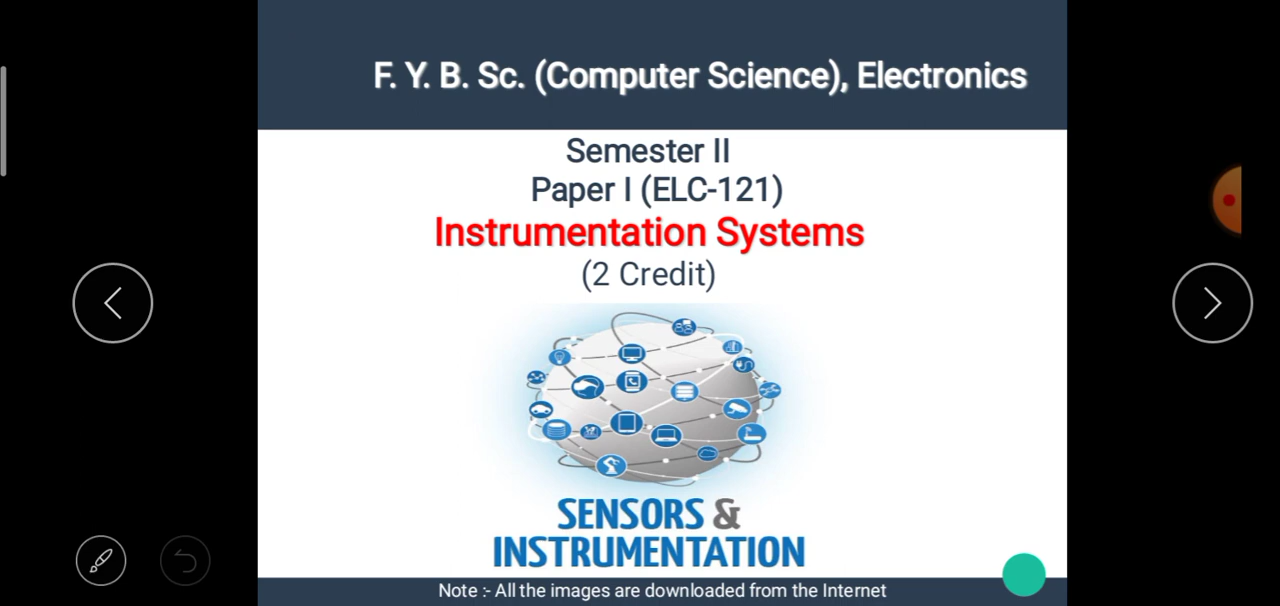 F. Y. B. Sc. (Computer Science), Electronics
Semester II
Paper I (ELC-121)
Instrumentation Systems
(2 Credit)
SENSORS &
INSTRUMENTATION
Note :- All the images are downloaded from the Internet